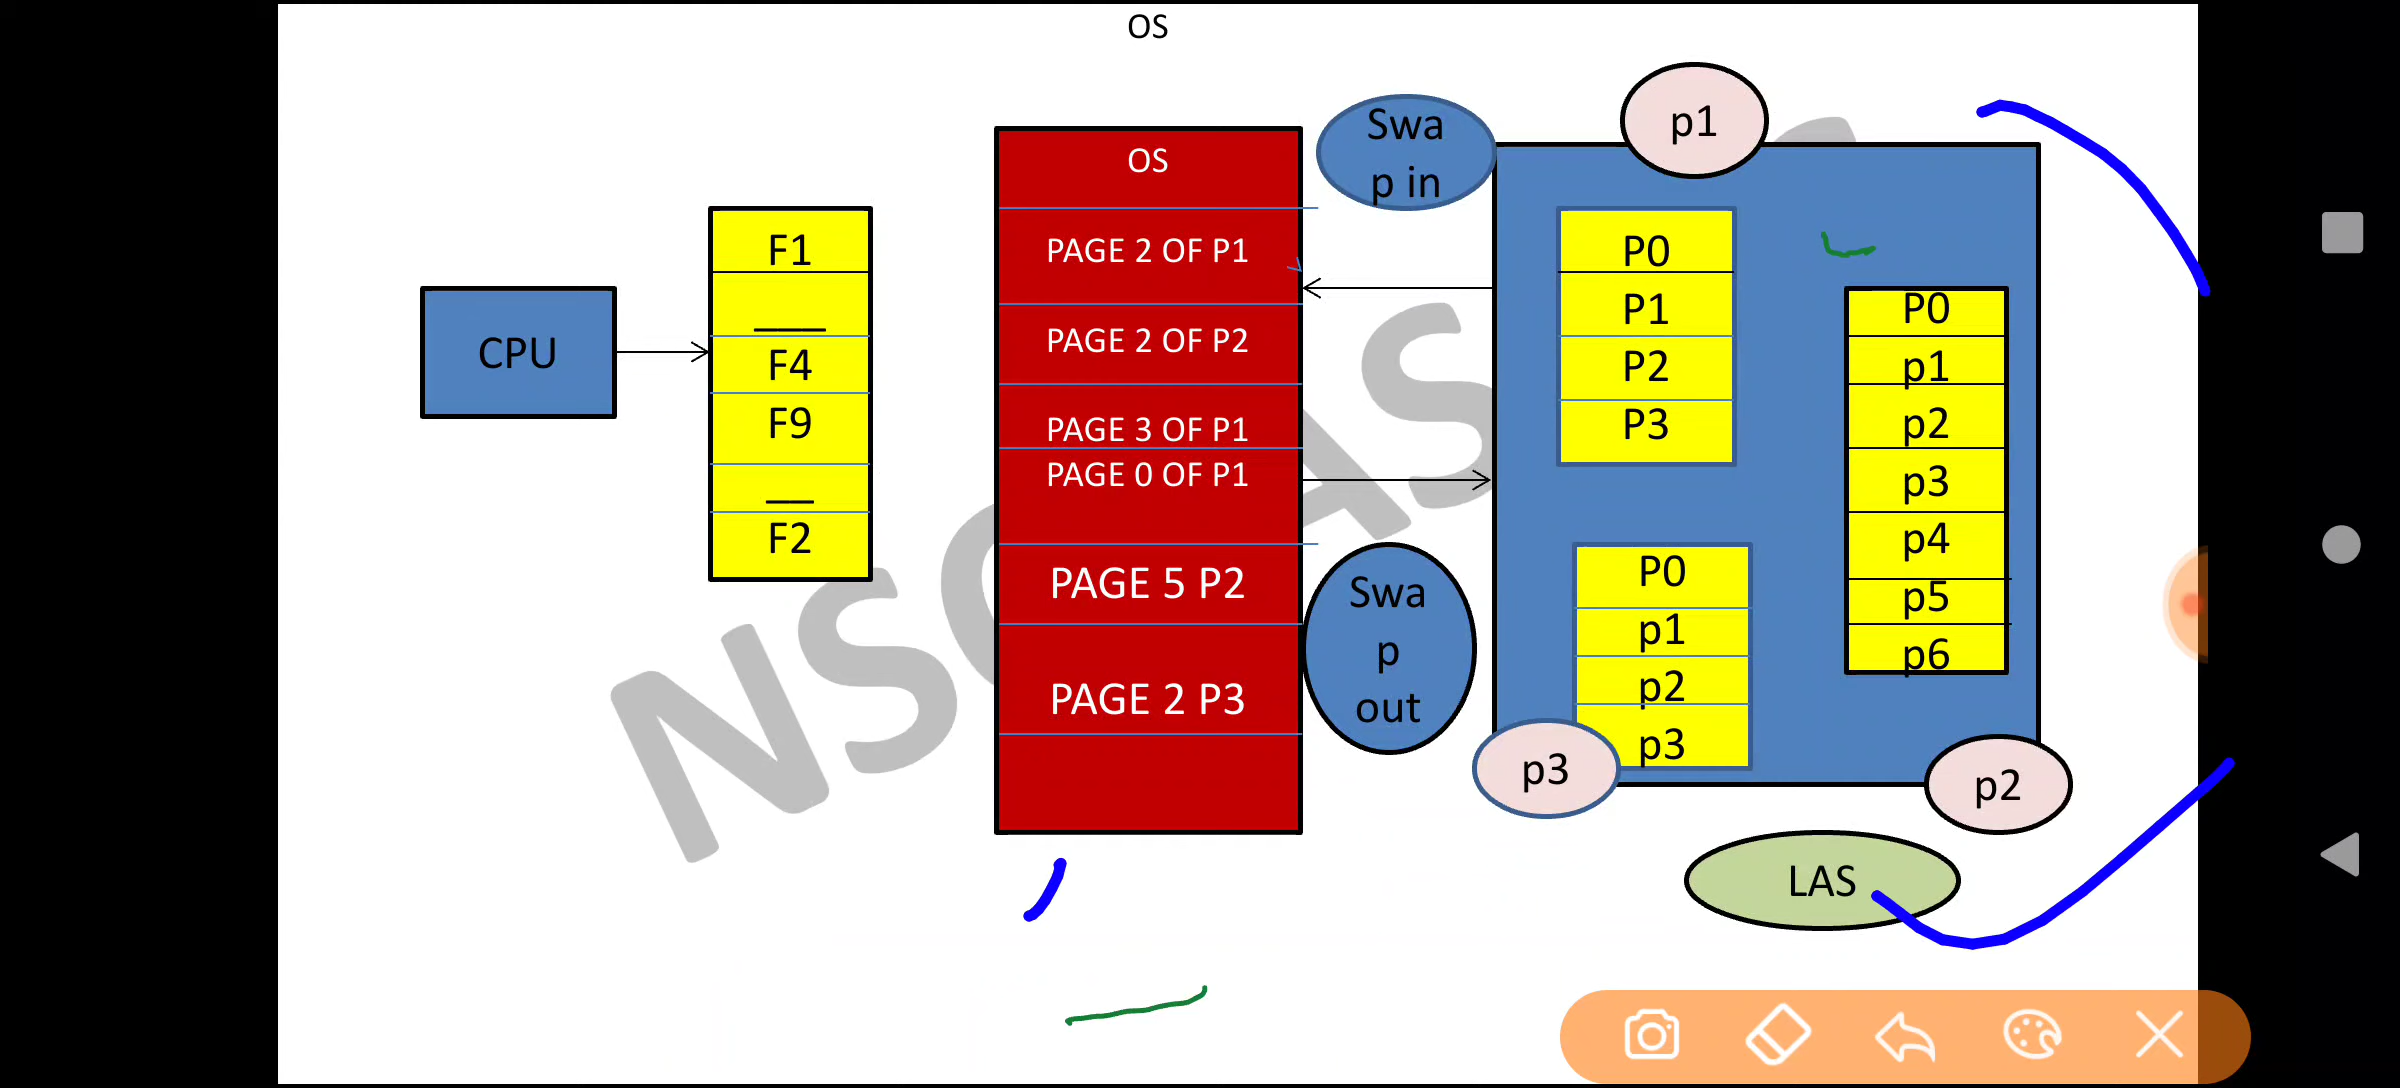 OS
CPU
F1
___
F4
F9
__
F2
OS
PAGE 2 OF P1
PAGE 2 OF P2
PAGE 3 OF P1
PAGE 0 OF P1
PAGE 5 P2
PAGE 2 P3
Swa
p in
Swa
p
out
p1
P0
P1
P2
P3
P0
p1
p2
p3
p4
p5
p6
P0
p1
p2
p3
p3
p2
LAS